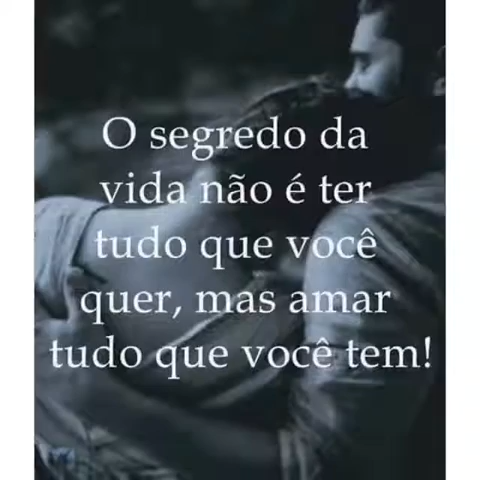 O segredo da
vida não é ter
tudo que você
quer, mas amar
tudo que você tem!